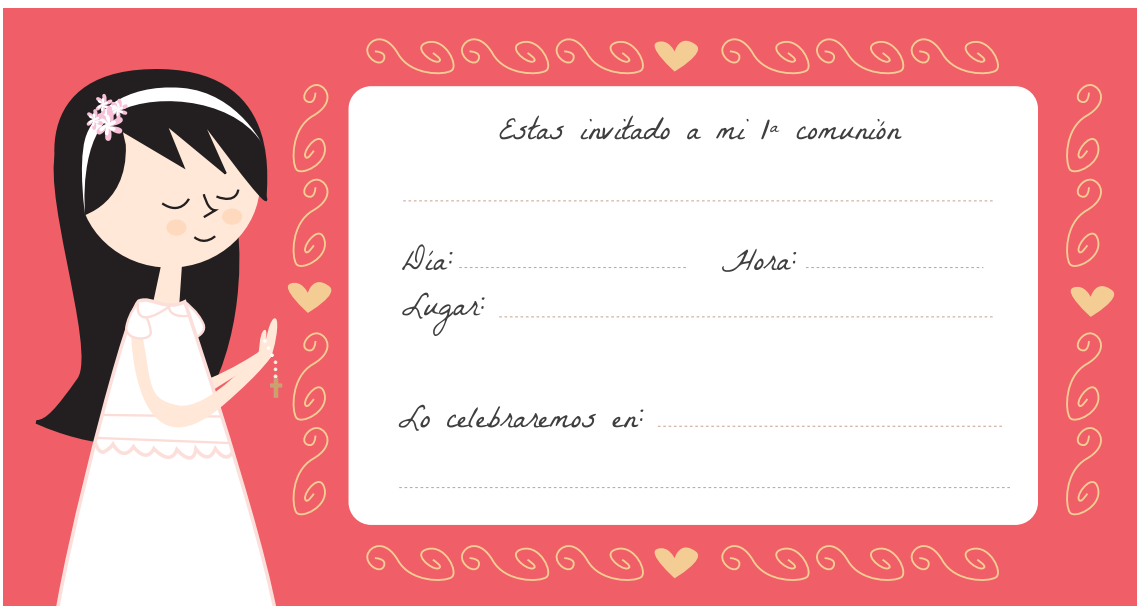 Estas invitado a mi 1ª comunión
Día: Hora:
Lugar:
Lo celebraremos en: